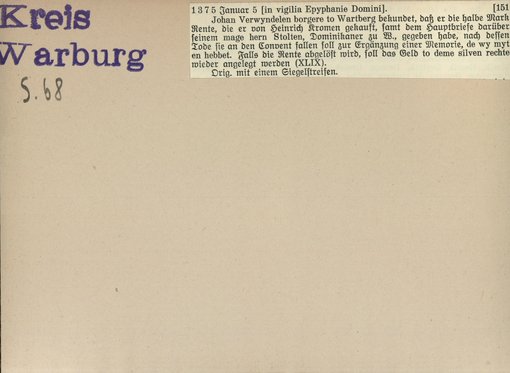 Kreis
Warburg
S. 68
1375 Januar 5 [in vigilia Epyphanie Domini]. [151
Johan Verwyndelen borgere to Wartberg bekundet, daß er die halbe Mark
Rente, die er von Heinrich Kromen gekauft, samt dem Hauptbriefe darüber
seinem mage hern Stolten, Dominikaner zu W., gegeben habe, nach dessen
Tode sie an den Convent fallen soll zur Ergänzung einer Memorie, de wy myt
en hebbet. Falls die Rente abgelöst wird, soll das Geld to deme silven rechte
wieder angelegt werden (XLIX).
Orig. mit einem Siegelstreifen.